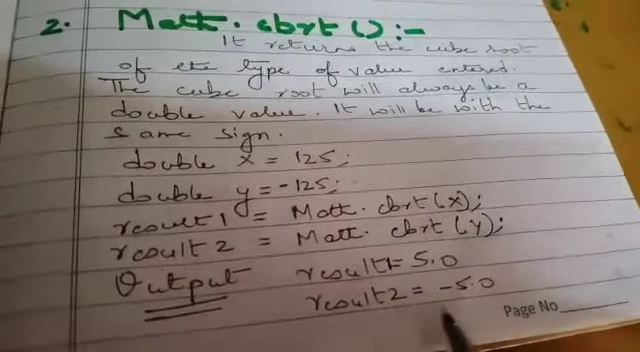 2. Math.cbrt() :-
It returns the cube root
of the type of value entered.
The cube root will always be a
double value. It will be with the
same sign.
double x = 125;
double y = -125;
result1 = Math.cbrt(x);
result2 = Math.cbrt(y);
Output result1 = 5.0
result2 = -5.0
Page No